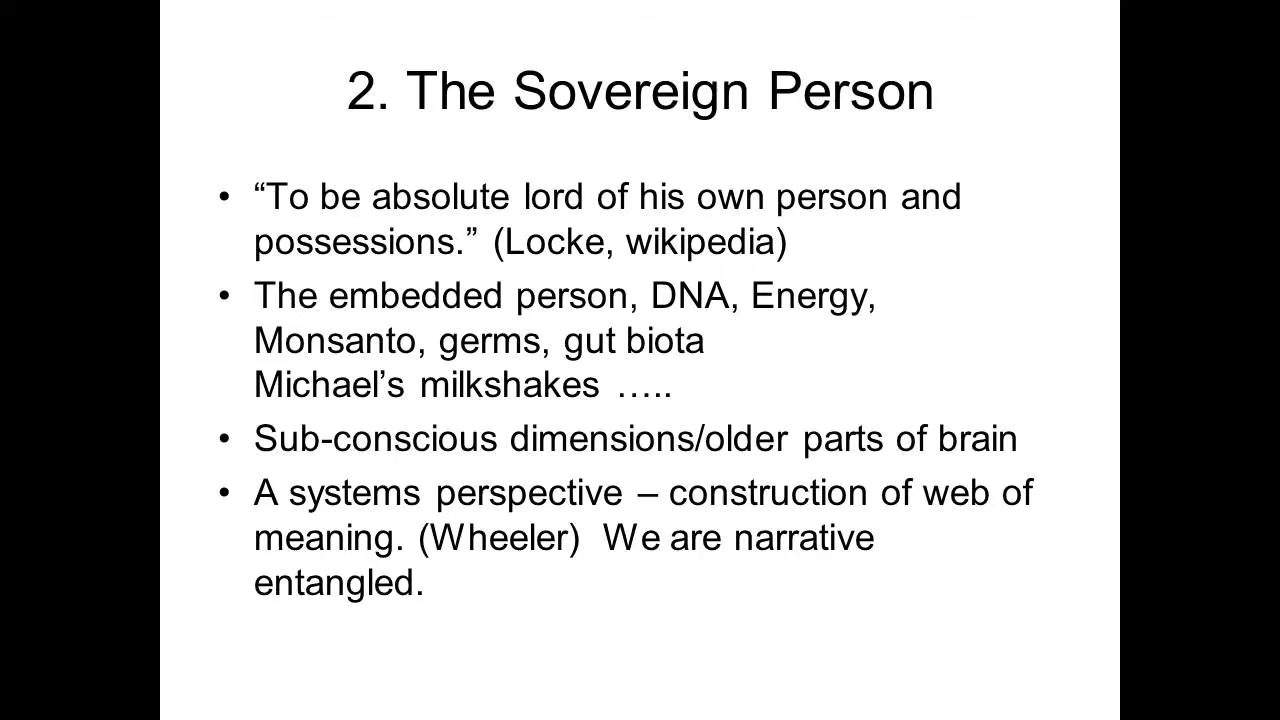 2. The Sovereign Person
• “To be absolute lord of his own person and
possessions.” (Locke, wikipedia)
• The embedded person, DNA, Energy,
Monsanto, germs, gut biota
Michael’s milkshakes …..
• Sub-conscious dimensions/older parts of brain
• A systems perspective – construction of web of
meaning. (Wheeler)  We are narrative
entangled.